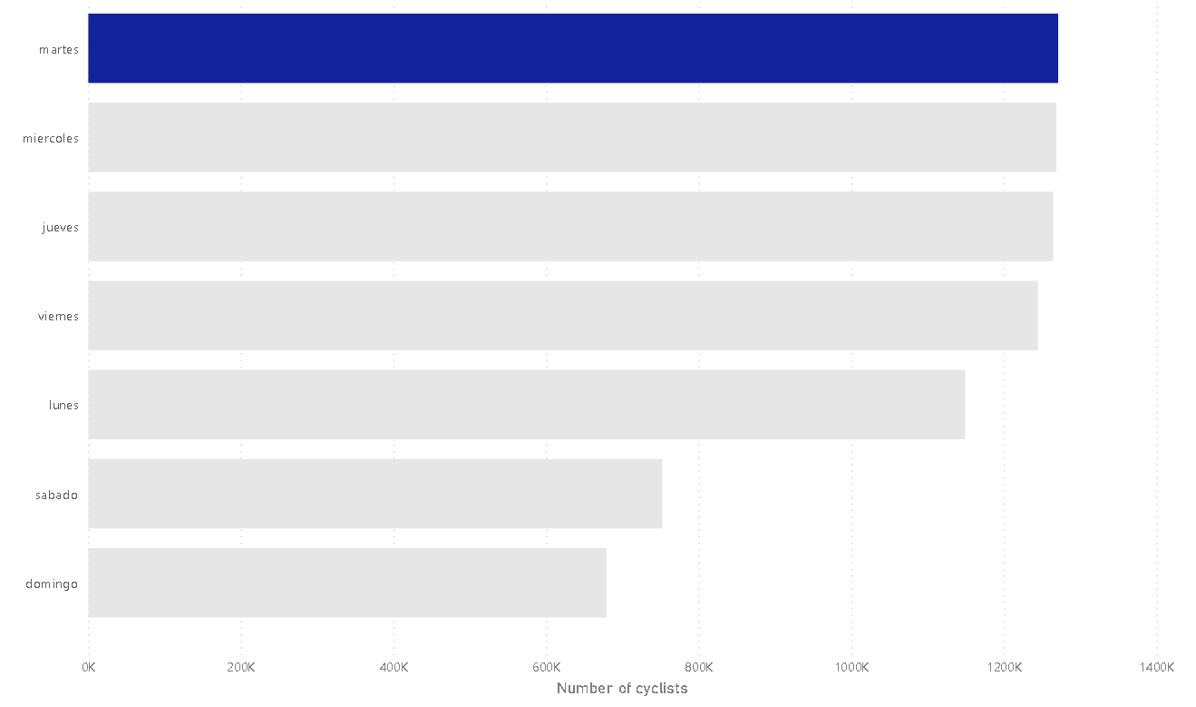 martes
miercoles
jueves
viernes
lunes
sabado
domingo
0K 200K 400K 600K 800K 1000K 1200K 1400K
Number of cyclists